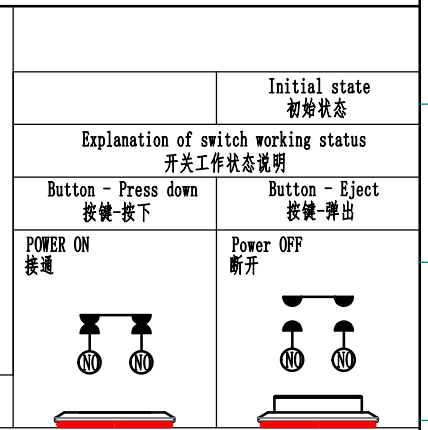 Initial state
初始状态
Explanation of switch working status
开关工作状态说明
Button - Press down
按键-按下
Button - Eject
按键-弹出
POWER ON
接通
Power OFF
断开
NO NO
NO NO